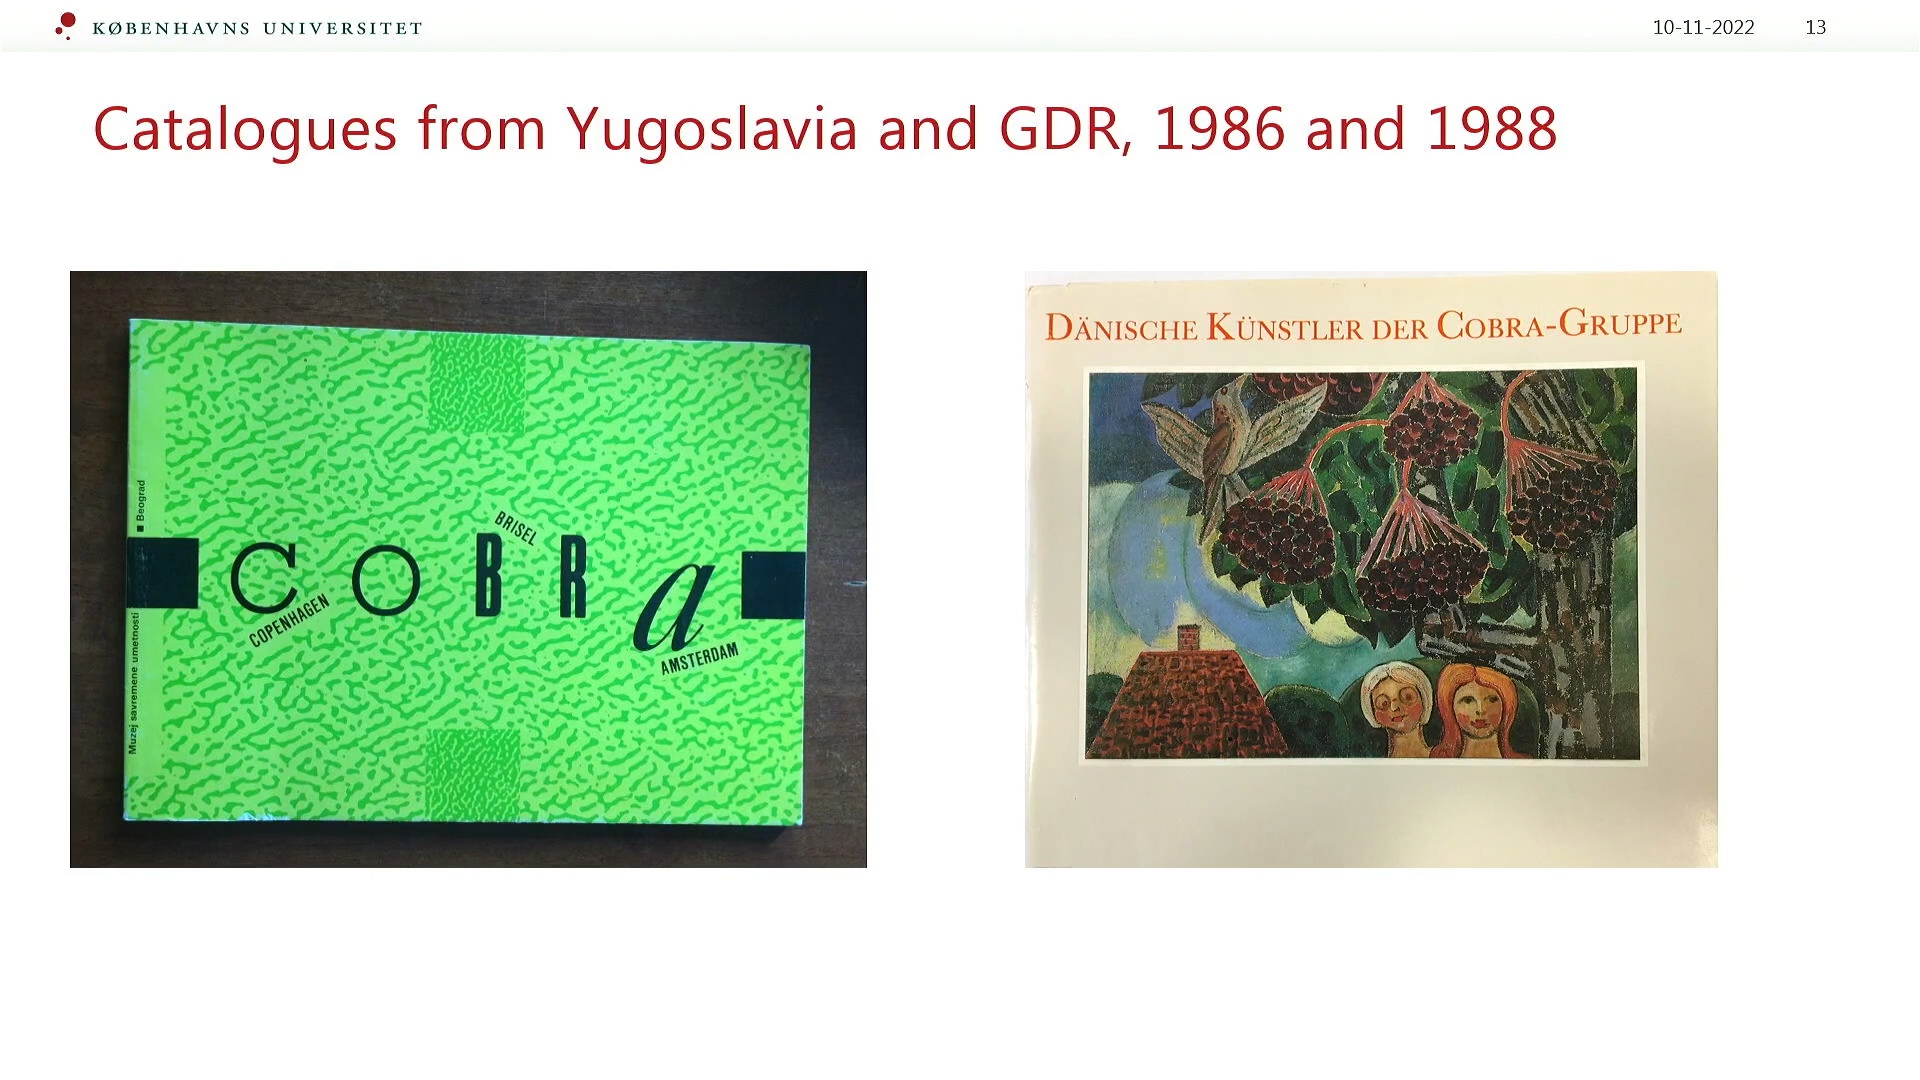 KØBENHAVNS UNIVERSITET
10-11-2022 13
Catalogues from Yugoslavia and GDR, 1986 and 1988
Muzej savremene umetnosti ■ Beograd
COBRa
COPENHAGEN
BRISEL
AMSTERDAM
DÄNISCHE KÜNSTLER DER COBRA-GRUPPE